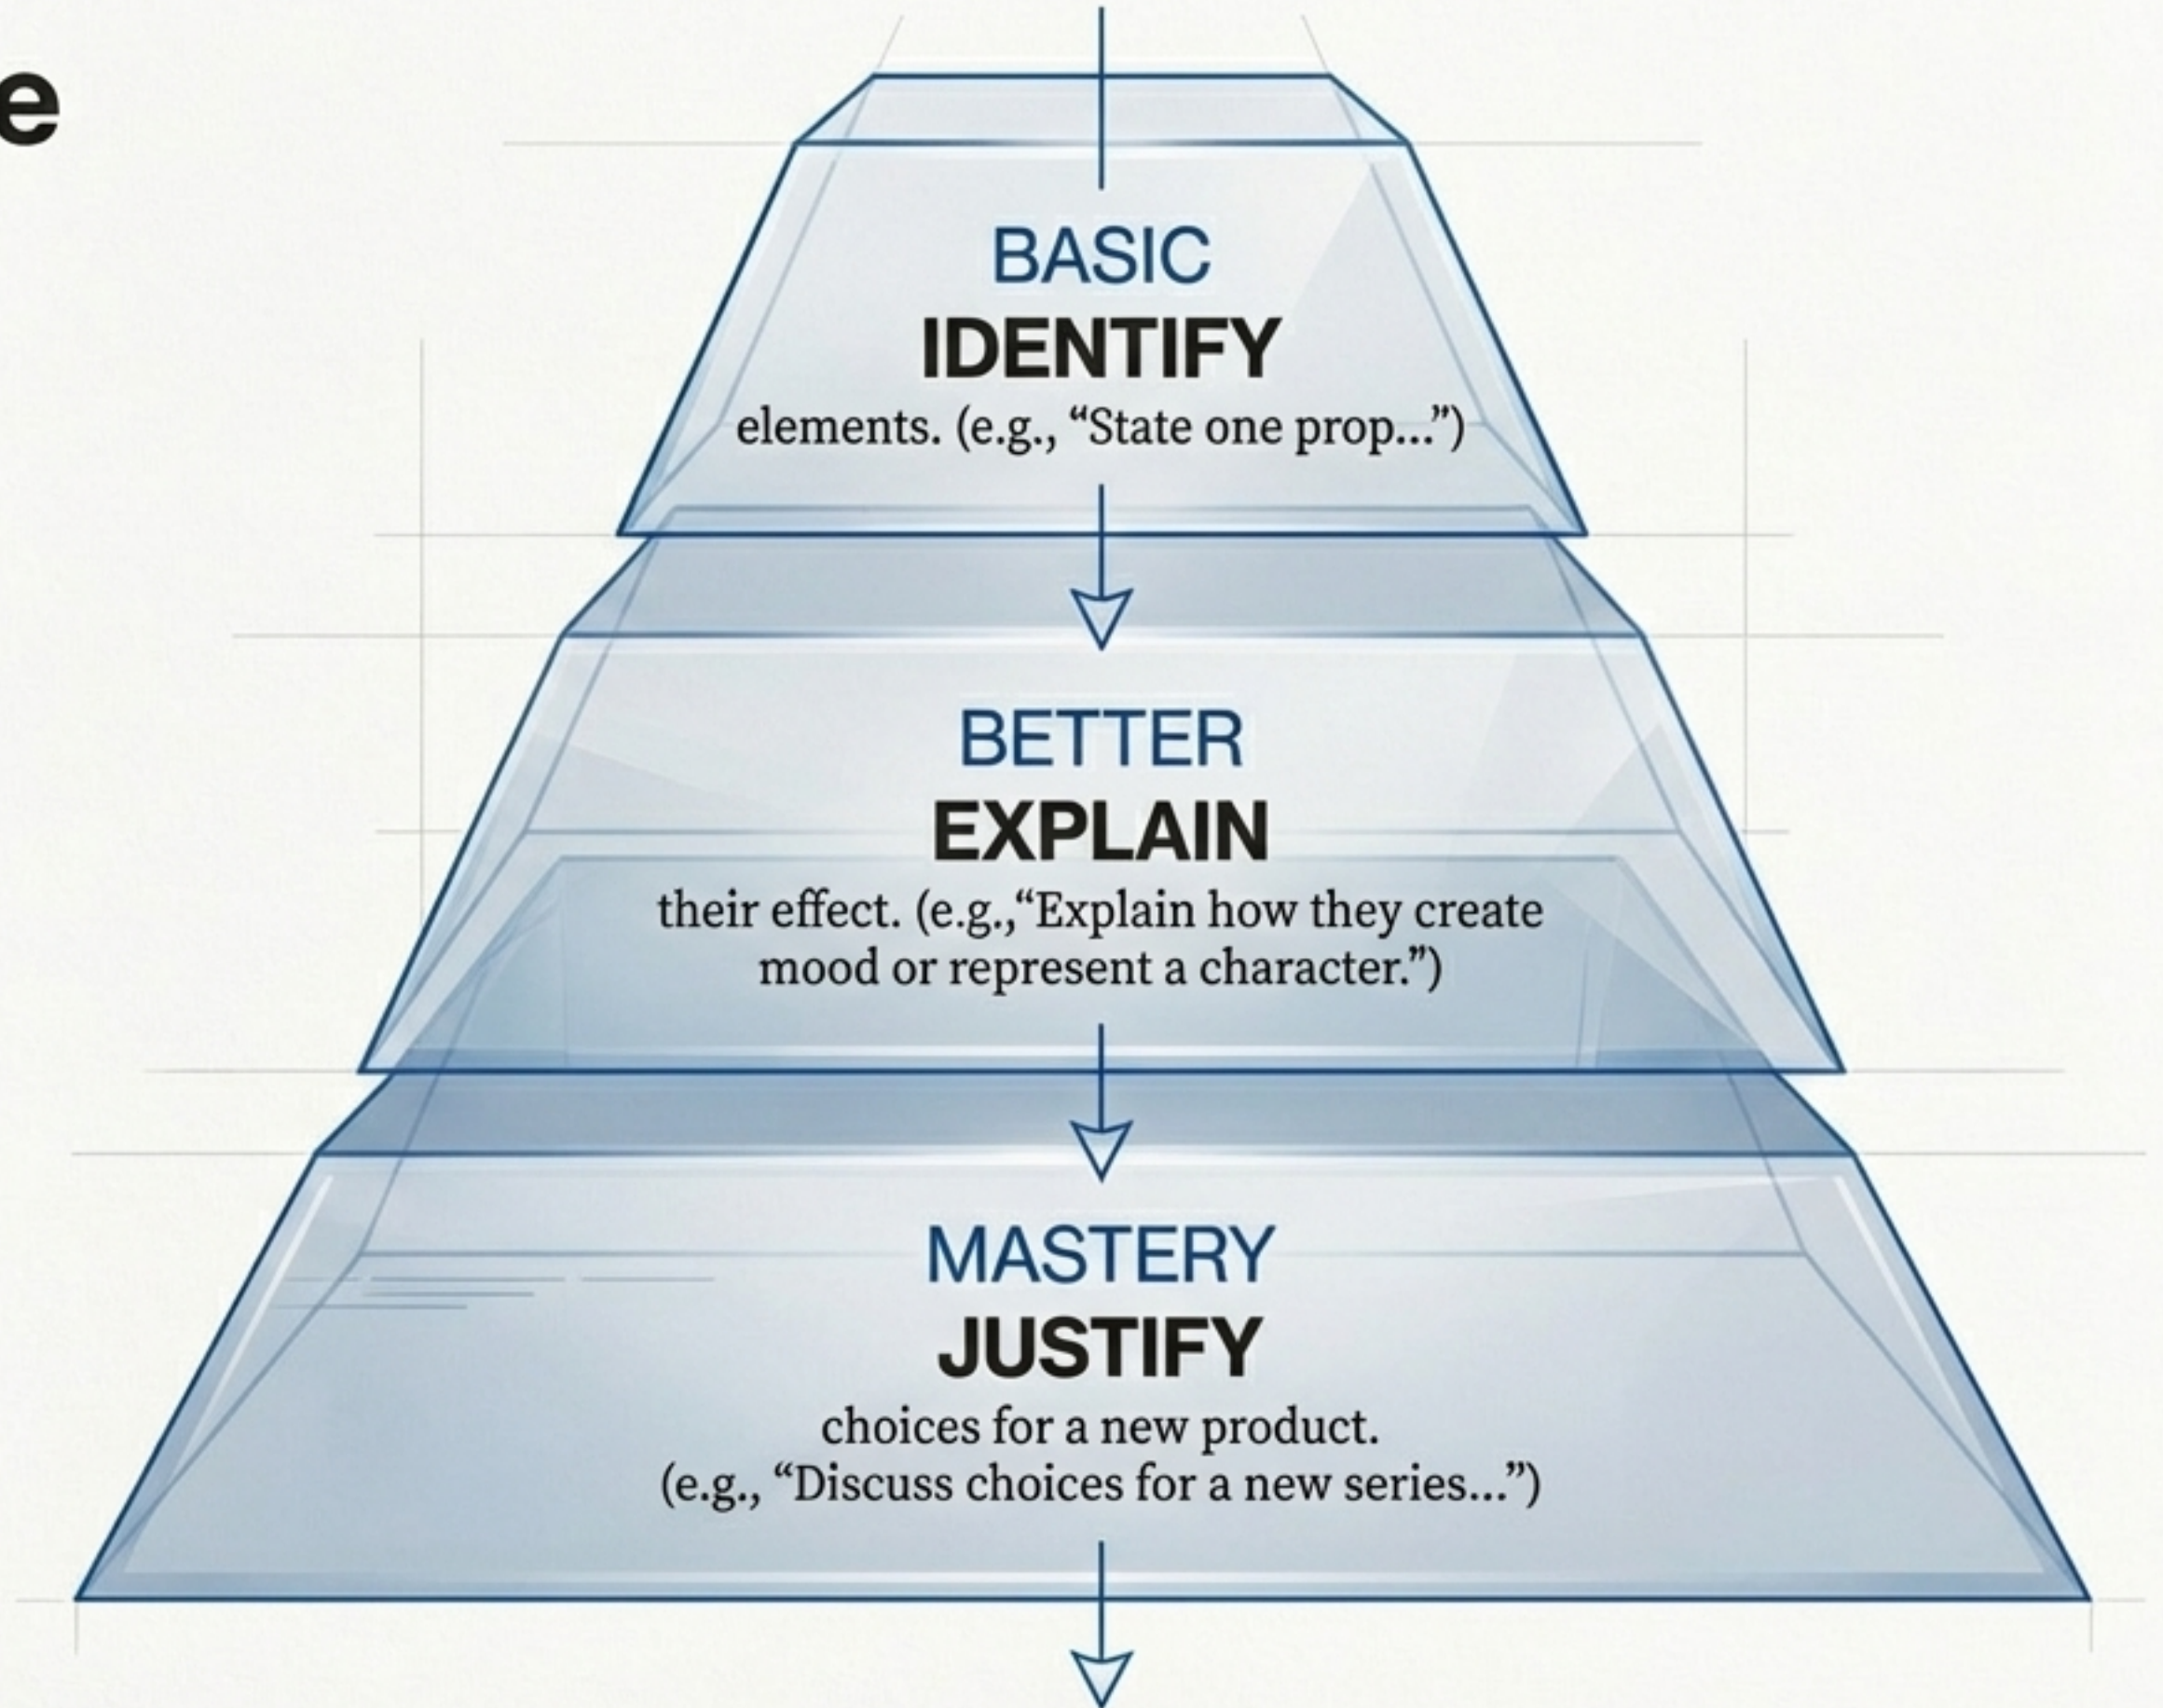 e
BASIC
IDENTIFY
elements. (e.g., “State one prop...”)
BETTER
EXPLAIN
their effect. (e.g.,“Explain how they create
mood or represent a character.”)
MASTERY
JUSTIFY
choices for a new product.
(e.g., “Discuss choices for a new series...”)